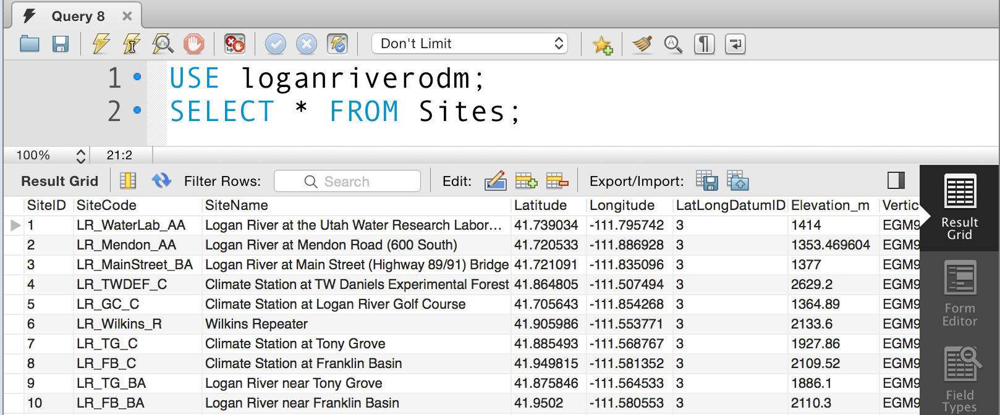 Query 8
Don't Limit
1 USE loganriverodm;
2 SELECT * FROM Sites;
100% 21:2
Result Grid Filter Rows: Search Edit: Export/Import:
SiteID SiteCode SiteName Latitude Longitude LatLongDatumID Elevation_m Vertic
1 LR_WaterLab_AA Logan River at the Utah Water Research Labor... 41.739034 -111.795742 3 1414 EGM9
2 LR_Mendon_AA Logan River at Mendon Road (600 South) 41.720533 -111.886928 3 1353.469604 EGM9
3 LR_MainStreet_BA Logan River at Main Street (Highway 89/91) Bridge 41.721091 -111.835096 3 1377 EGM9
4 LR_TWDEF_C Climate Station at TW Daniels Experimental Forest 41.864805 -111.507494 3 2629.2 EGM9
5 LR_GC_C Climate Station at Logan River Golf Course 41.705643 -111.854268 3 1364.89 EGM9
6 LR_Wilkins_R Wilkins Repeater 41.905986 -111.553771 3 2133.6 EGM9
7 LR_TG_C Climate Station at Tony Grove 41.885493 -111.568767 3 1927.86 EGM9
8 LR_FB_C Climate Station at Franklin Basin 41.949815 -111.581352 3 2109.52 EGM9
9 LR_TG_BA Logan River near Tony Grove 41.875846 -111.564533 3 1886.1 EGM9
10 LR_FB_BA Logan River near Franklin Basin 41.9502 -111.580553 3 2110.3 EGM9
Result
Grid
Form
Editor
Field
Types